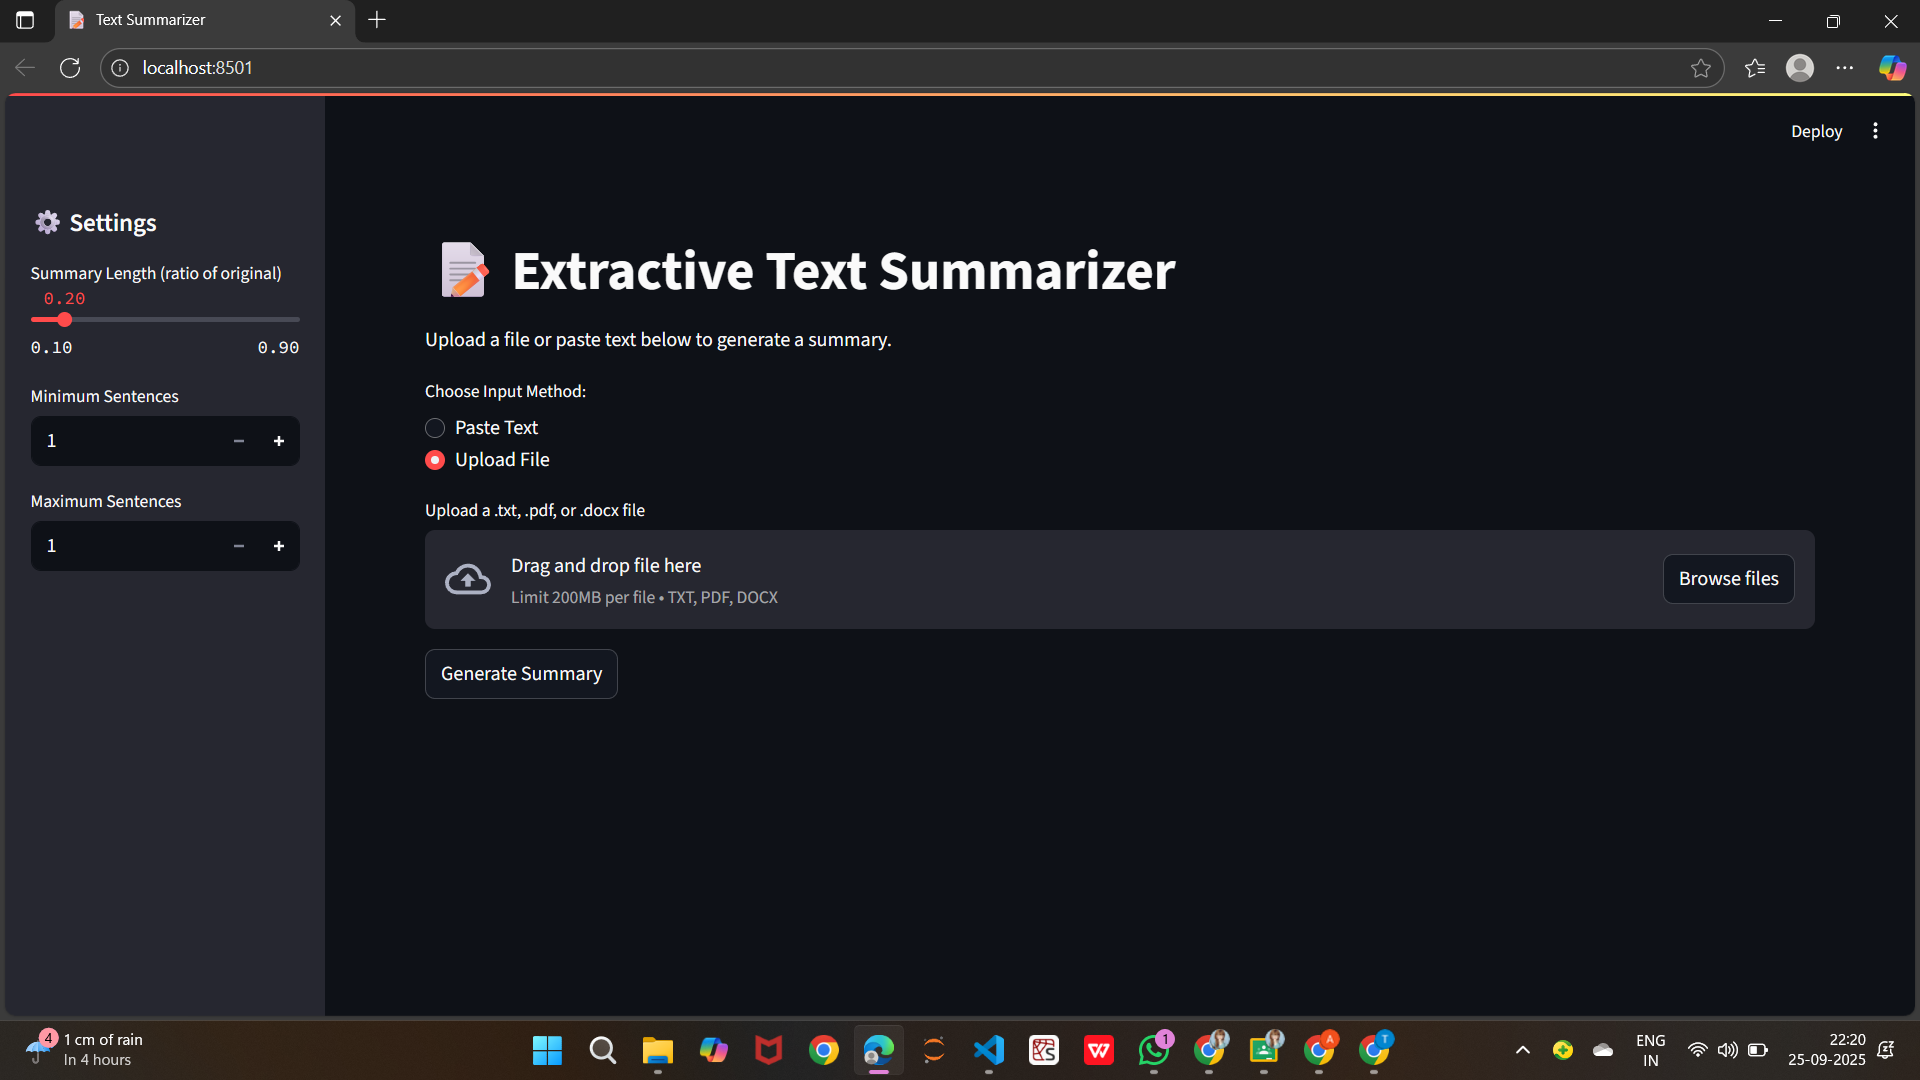 Text Summarizer
localhost:8501
Deploy
Settings
Summary Length (ratio of original)
0.20
0.10 0.90
Minimum Sentences
1
Maximum Sentences
1
Extractive Text Summarizer
Upload a file or paste text below to generate a summary.
Choose Input Method:
Paste Text
Upload File
Upload a .txt, .pdf, or .docx file
Drag and drop file here
Limit 200MB per file • TXT, PDF, DOCX
Browse files
Generate Summary
4
1 cm of rain
In 4 hours
W
1
A
T
ENG
IN
22:20
25-09-2025